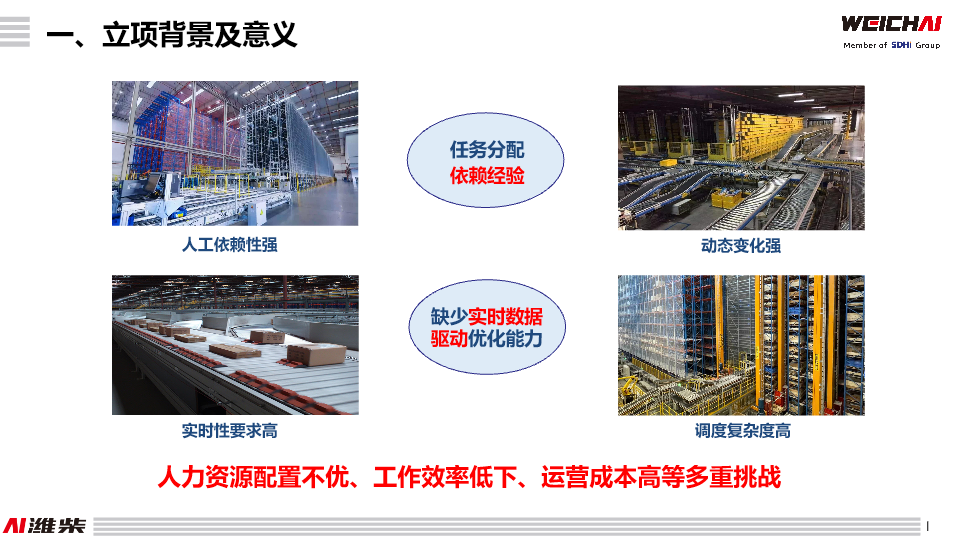 一、立项背景及意义
WEICHAI
Member of SDHI Group
任务分配
依赖经验
人工依赖性强
动态变化强
缺少实时数据
驱动优化能力
实时性要求高
调度复杂度高
人力资源配置不优、工作效率低下、运营成本高等多重挑战
AI潍柴